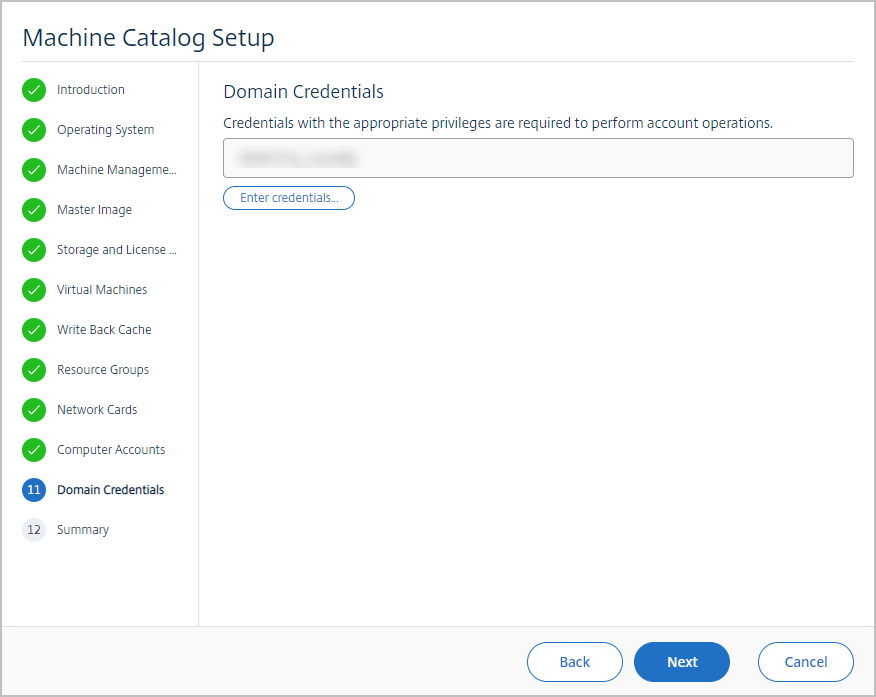 Machine Catalog Setup
Introduction
Operating System
Machine Manageme...
Master Image
Storage and License ...
Virtual Machines
Write Back Cache
Resource Groups
Network Cards
Computer Accounts
11 Domain Credentials
12 Summary
Domain Credentials
Credentials with the appropriate privileges are required to perform account operations.
Enter credentials...
Back Next Cancel